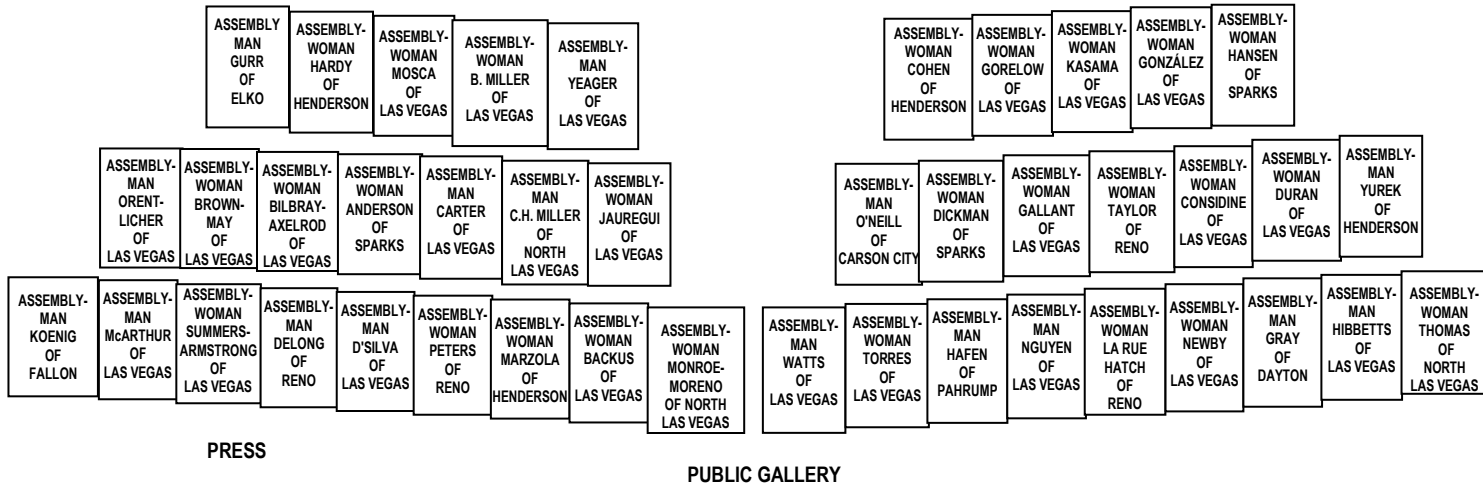 ASSEMBLY
MAN
GURR
OF
ELKO
ASSEMBLY-
WOMAN
HARDY
OF
HENDERSON
ASSEMBLY-
WOMAN
MOSCA
OF
LAS VEGAS
ASSEMBLY-
WOMAN
B. MILLER
OF
LAS VEGAS
ASSEMBLY-
MAN
YEAGER
OF
LAS VEGAS
ASSEMBLY-
WOMAN
COHEN
OF
HENDERSON
ASSEMBLY-
WOMAN
GORELOW
OF
LAS VEGAS
ASSEMBLY-
WOMAN
KASAMA
OF
LAS VEGAS
ASSEMBLY-
WOMAN
GONZÁLEZ
OF
LAS VEGAS
ASSEMBLY-
WOMAN
HANSEN
OF
SPARKS
ASSEMBLY-
MAN
ORENT-
LICHER
OF
LAS VEGAS
ASSEMBLY-
WOMAN
BROWN-
MAY
OF
LAS VEGAS
ASSEMBLY-
WOMAN
BILBRAY-
AXELROD
OF
LAS VEGAS
ASSEMBLY-
WOMAN
ANDERSON
OF
SPARKS
ASSEMBLY-
MAN
CARTER
OF
LAS VEGAS
ASSEMBLY-
MAN
C.H. MILLER
OF
NORTH
LAS VEGAS
ASSEMBLY-
WOMAN
JAUREGUI
OF
LAS VEGAS
ASSEMBLY-
MAN
O'NEILL
OF
CARSON CITY
ASSEMBLY-
WOMAN
DICKMAN
OF
SPARKS
ASSEMBLY-
WOMAN
GALLANT
OF
LAS VEGAS
ASSEMBLY-
WOMAN
TAYLOR
OF
RENO
ASSEMBLY-
WOMAN
CONSIDINE
OF
LAS VEGAS
ASSEMBLY-
WOMAN
DURAN
OF
LAS VEGAS
ASSEMBLY-
MAN
YUREK
OF
HENDERSON
ASSEMBLY-
MAN
KOENIG
OF
FALLON
ASSEMBLY-
MAN
McARTHUR
OF
LAS VEGAS
ASSEMBLY-
WOMAN
SUMMERS-
ARMSTRONG
OF
LAS VEGAS
ASSEMBLY-
MAN
DELONG
OF
RENO
ASSEMBLY-
MAN
D'SILVA
OF
LAS VEGAS
ASSEMBLY-
WOMAN
PETERS
OF
RENO
ASSEMBLY-
WOMAN
MARZOLA
OF
HENDERSON
ASSEMBLY-
WOMAN
BACKUS
OF
LAS VEGAS
ASSEMBLY-
WOMAN
MONROE-
MORENO
OF NORTH
LAS VEGAS
ASSEMBLY-
MAN
WATTS
OF
LAS VEGAS
ASSEMBLY-
WOMAN
TORRES
OF
LAS VEGAS
ASSEMBLY-
MAN
HAFEN
OF
PAHRUMP
ASSEMBLY-
MAN
NGUYEN
OF
LAS VEGAS
ASSEMBLY-
WOMAN
LA RUE
HATCH
OF
RENO
ASSEMBLY-
WOMAN
NEWBY
OF
LAS VEGAS
ASSEMBLY-
MAN
GRAY
OF
DAYTON
ASSEMBLY-
MAN
HIBBETTS
OF
LAS VEGAS
ASSEMBLY-
WOMAN
THOMAS
OF
NORTH
LAS VEGAS
PRESS
PUBLIC GALLERY